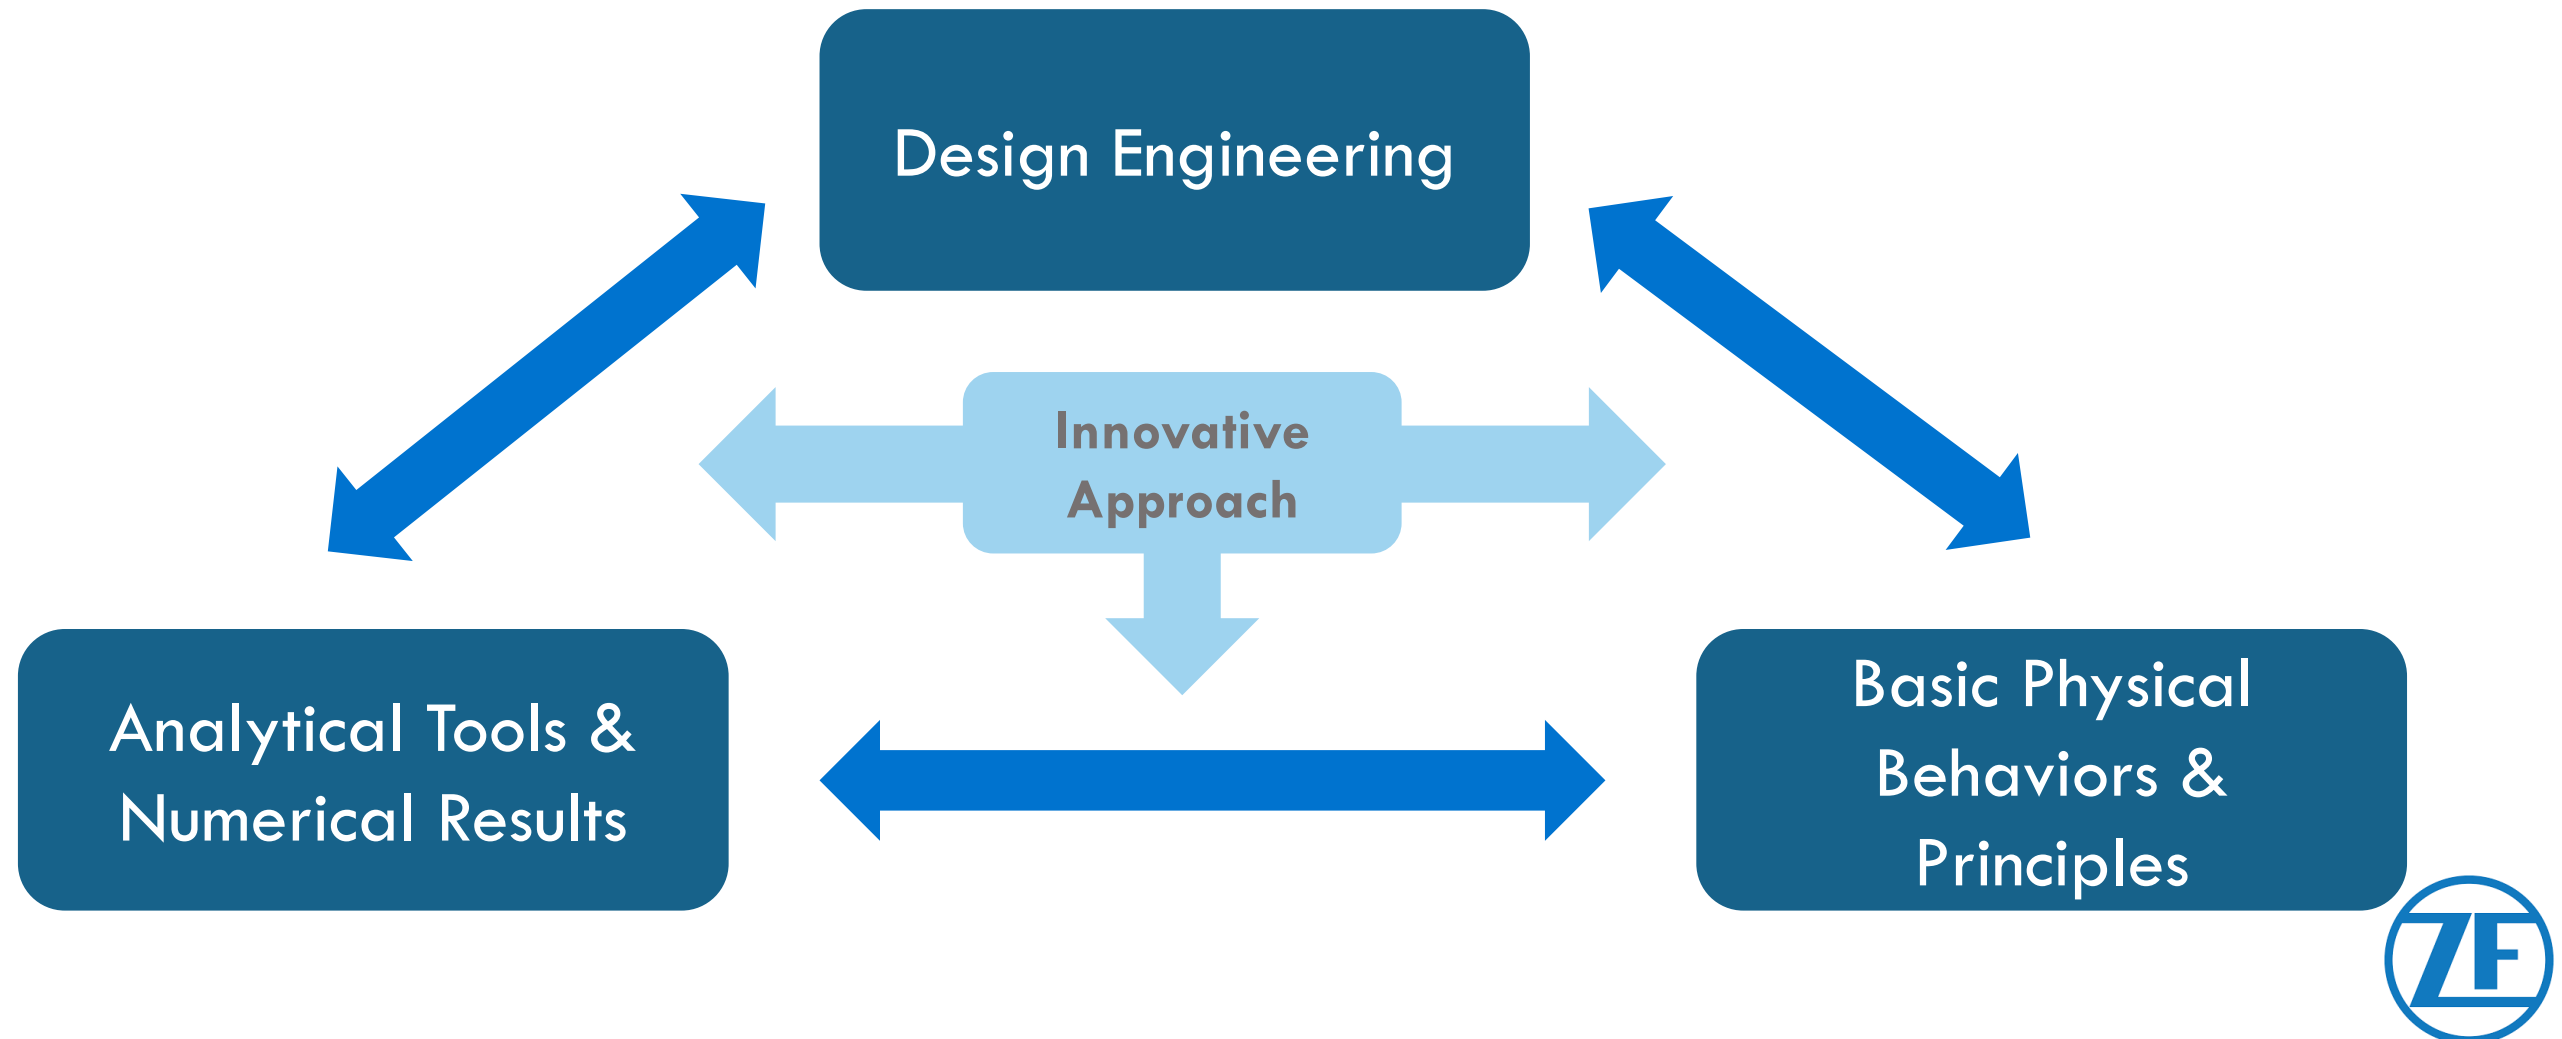 Design Engineering
Innovative
Approach
Analytical Tools &
Numerical Results
Basic Physical
Behaviors &
Principles
ZF